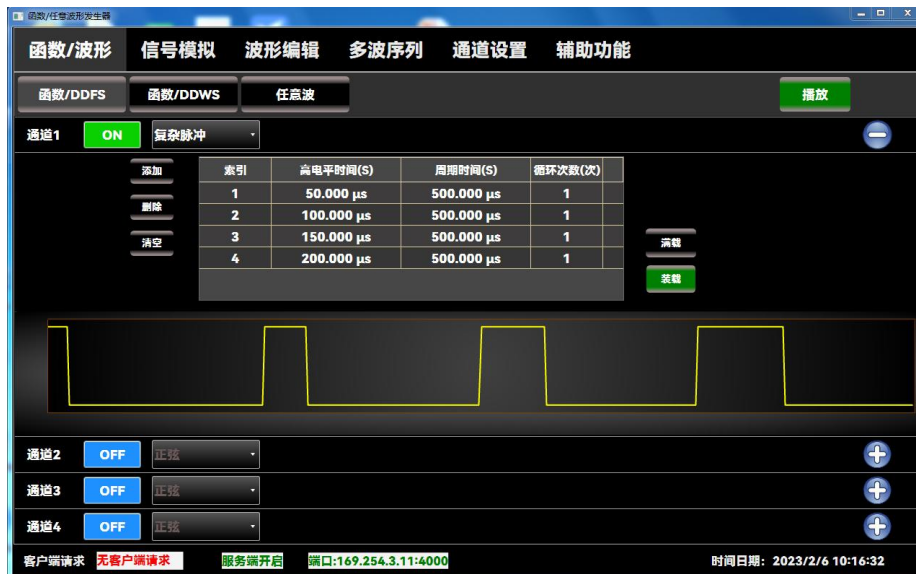 函数/任意波形发生器
函数/波形 信号模拟 波形编辑 多波序列 通道设置 辅助功能
函数/DDFS 函数/DDWS 任意波 播放
通道1 ON 复杂脉冲
添加
删除
清空
索引 高电平时间(S) 周期时间(S) 循环次数(次)
1 50.000 μs 500.000 μs 1
2 100.000 μs 500.000 μs 1
3 150.000 μs 500.000 μs 1
4 200.000 μs 500.000 μs 1
满载
装载
通道2 OFF 正弦
通道3 OFF 正弦
通道4 OFF 正弦
客户端请求 无客户端请求 服务端开启 端口:169.254.3.11:4000 时间日期: 2023/2/6 10:16:32